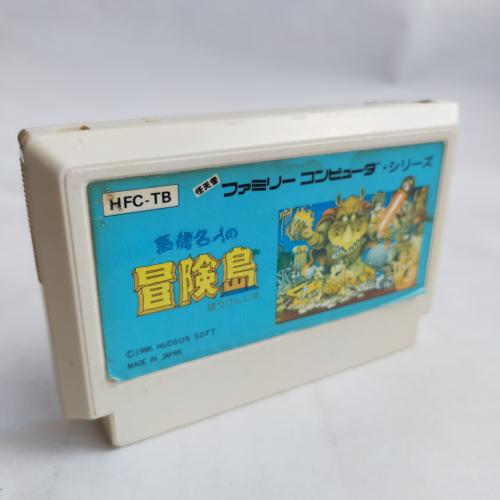 HFC-TB
任天堂 ファミリー コンピュータ・シリーズ
高橋名人の
冒険島
ぼうけんじま
©1986 HUDSON SOFT
MADE IN JAPAN